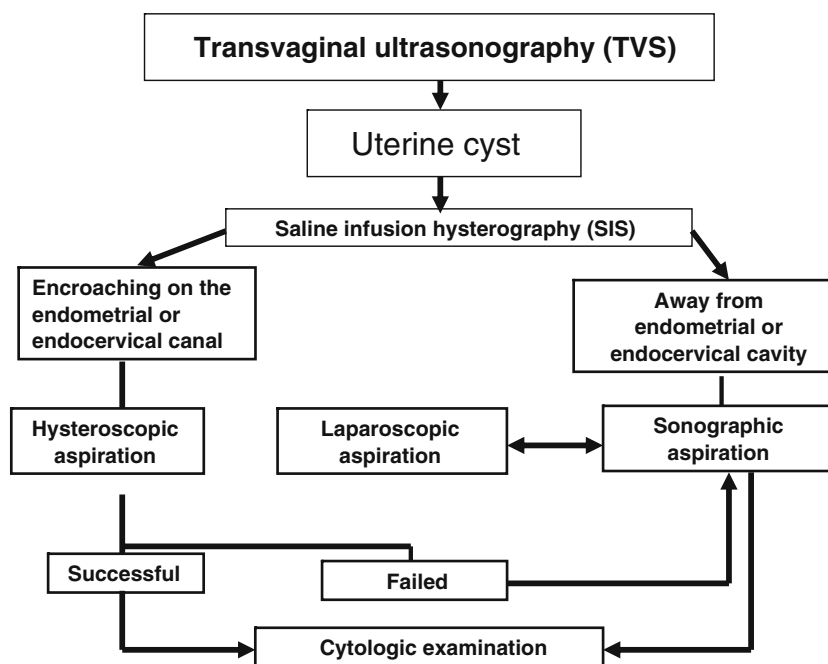 Transvaginal ultrasonography (TVS)
Uterine cyst
Saline infusion hysterography (SIS)
Encroaching on the
endometrial or
endocervical canal
Away from
endometrial or
endocervical cavity
Hysteroscopic
aspiration
Laparoscopic
aspiration
Sonographic
aspiration
Successful
Failed
Cytologic examination